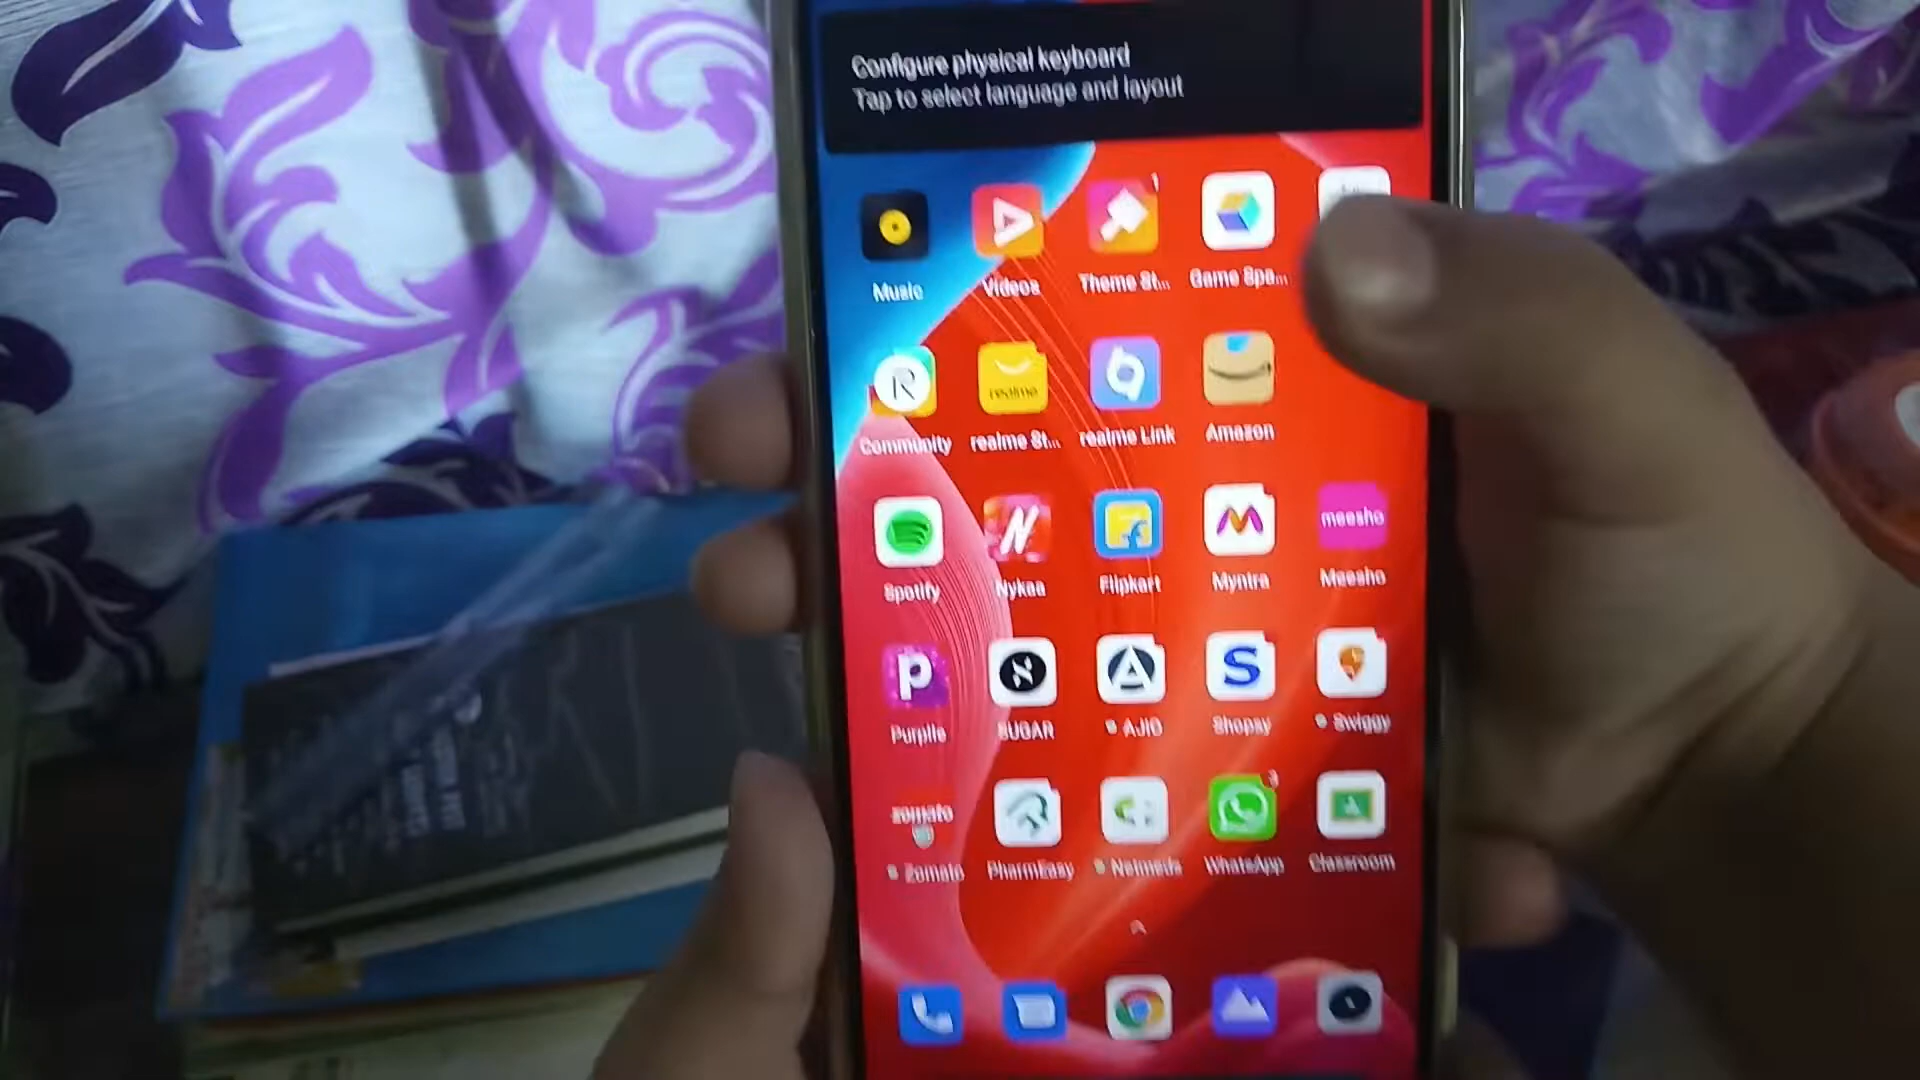 Configure physical keyboard
Tap to select language and layout
1
Music
Videos
Theme St...
Game Spa...
R
realme
Community
realme St...
realme Link
Amazon
N
f
M
meesho
Spotify
Nykaa
Flipkart
Myntra
Meesho
P
A
S
Purplle
SUGAR
AJIO
Shopsy
Swiggy
zomato
3
Zomato
PharmEasy
Netmeds
WhatsApp
Classroom